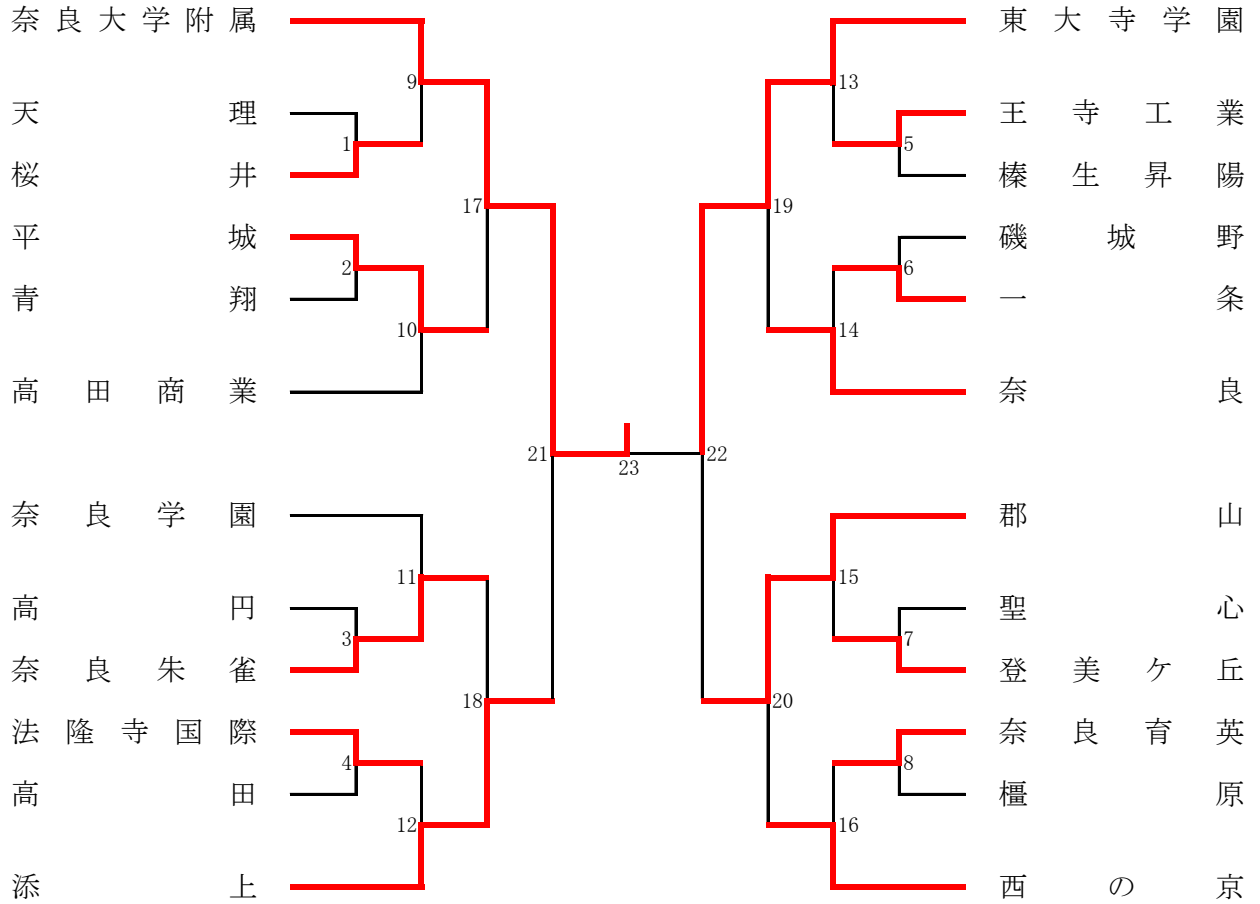 奈良大学附属
天理
桜井
平城
青翔
高田商業
奈良学園
高円
奈良朱雀
法隆寺国際
高田
添上
9
1
17
2
10
21
11
3
18
4
12
23
13
5
19
6
14
22
15
7
20
8
16
東大寺学園
王寺工業
榛生昇陽
磯城野
一条
奈良
郡山
聖心
登美ケ丘
奈良育英
橿原
西の京